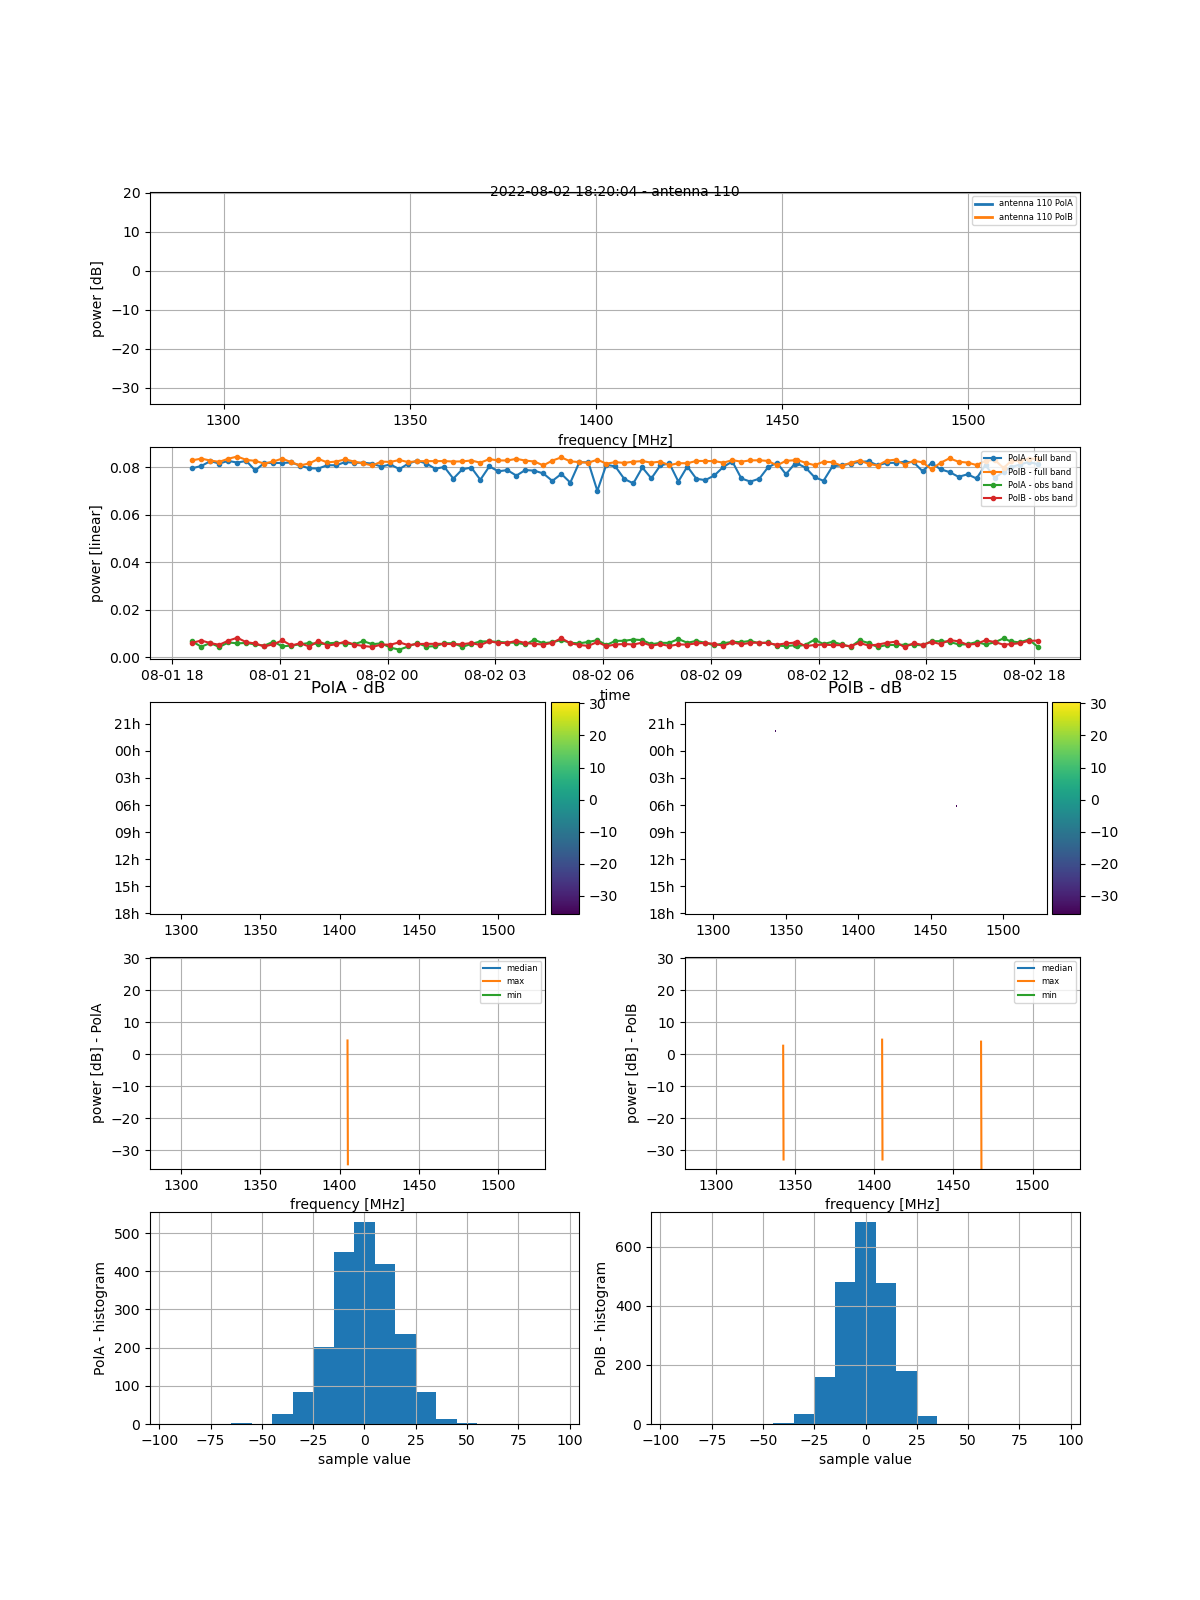 2022-08-02 18:20:04 - antenna 110
20
10
0
−10
−20
−30
power [dB]
antenna 110 PolA
antenna 110 PolB
1300 1350 1400 1450 1500
frequency [MHz]
0.08
0.06
0.04
0.02
0.00
power [linear]
PolA - full band
PolB - full band
PolA - obs band
PolB - obs band
08-01 18 08-01 21 08-02 00 08-02 03 08-02 06 08-02 09 08-02 12 08-02 15 08-02 18
time
PolA - dB
21h
00h
03h
06h
09h
12h
15h
18h
1300 1350 1400 1450 1500
30
20
10
0
−10
−20
−30
PolB - dB
21h
00h
03h
06h
09h
12h
15h
18h
1300 1350 1400 1450 1500
30
20
10
0
−10
−20
−30
30
20
10
0
−10
−20
−30
power [dB] - PolA
median
max
min
1300 1350 1400 1450 1500
frequency [MHz]
30
20
10
0
−10
−20
−30
power [dB] - PolB
median
max
min
1300 1350 1400 1450 1500
frequency [MHz]
500
400
300
200
100
0
PolA - histogram
−100 −75 −50 −25 0 25 50 75 100
sample value
600
400
200
0
PolB - histogram
−100 −75 −50 −25 0 25 50 75 100
sample value